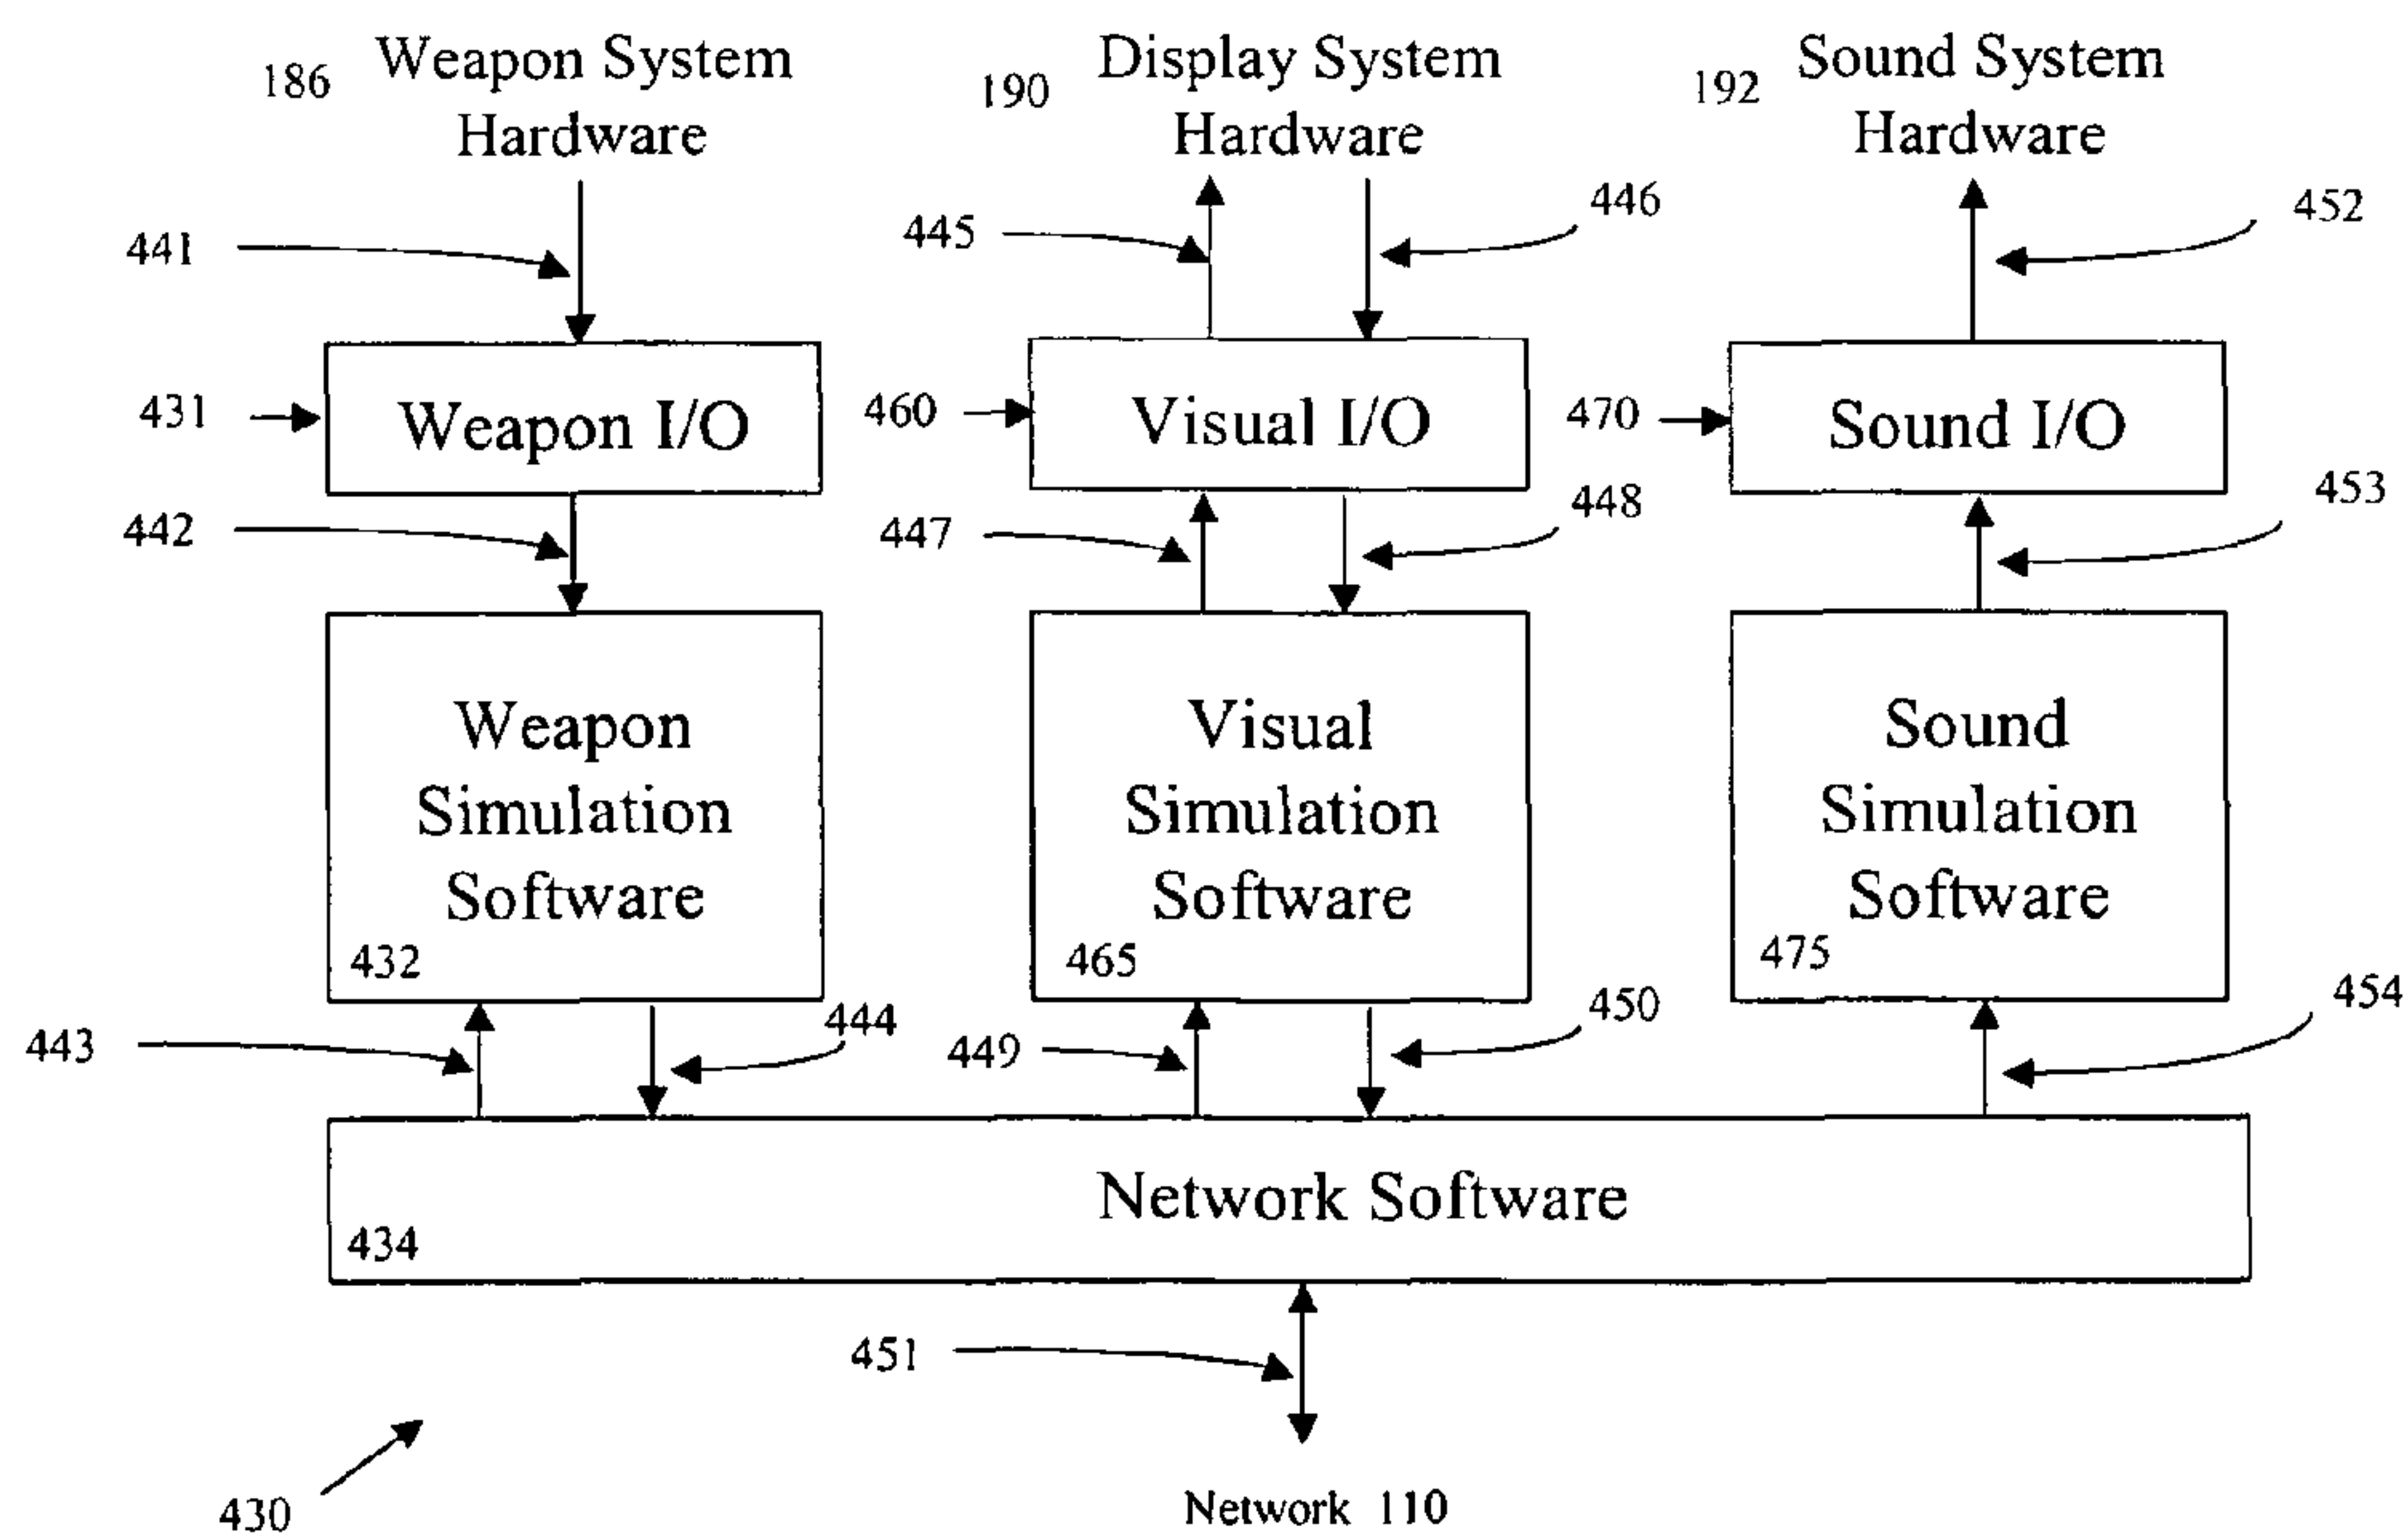 186
Weapon System
Hardware
190
Display System
Hardware
192
Sound System
Hardware
441
445
446
452
431
Weapon I/O
460
Visual I/O
470
Sound I/O
442
447
448
453
Weapon
Simulation
Software
432
Visual
Simulation
Software
465
Sound
Simulation
Software
475
443
444
449
450
454
Network Software
434
451
430
Network 110